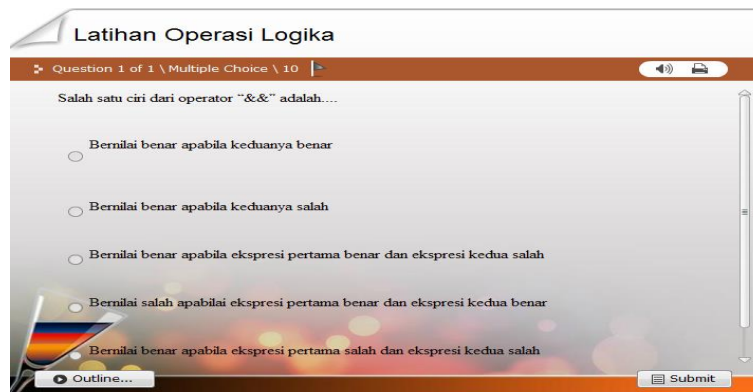 Latihan Operasi Logika
Question 1 of 1 \ Multiple Choice \ 10
Salah satu ciri dari operator "&&" adalah....
Bernilai benar apabila keduanya benar
Bernilai benar apabila keduanya salah
Bernilai benar apabila ekspresi pertama benar dan ekspresi kedua salah
Bernilai salah apabilai ekspresi pertama benar dan ekspresi kedua benar
Bernilai benar apabila ekspresi pertama salah dan ekspresi kedua salah
Outline...
Submit